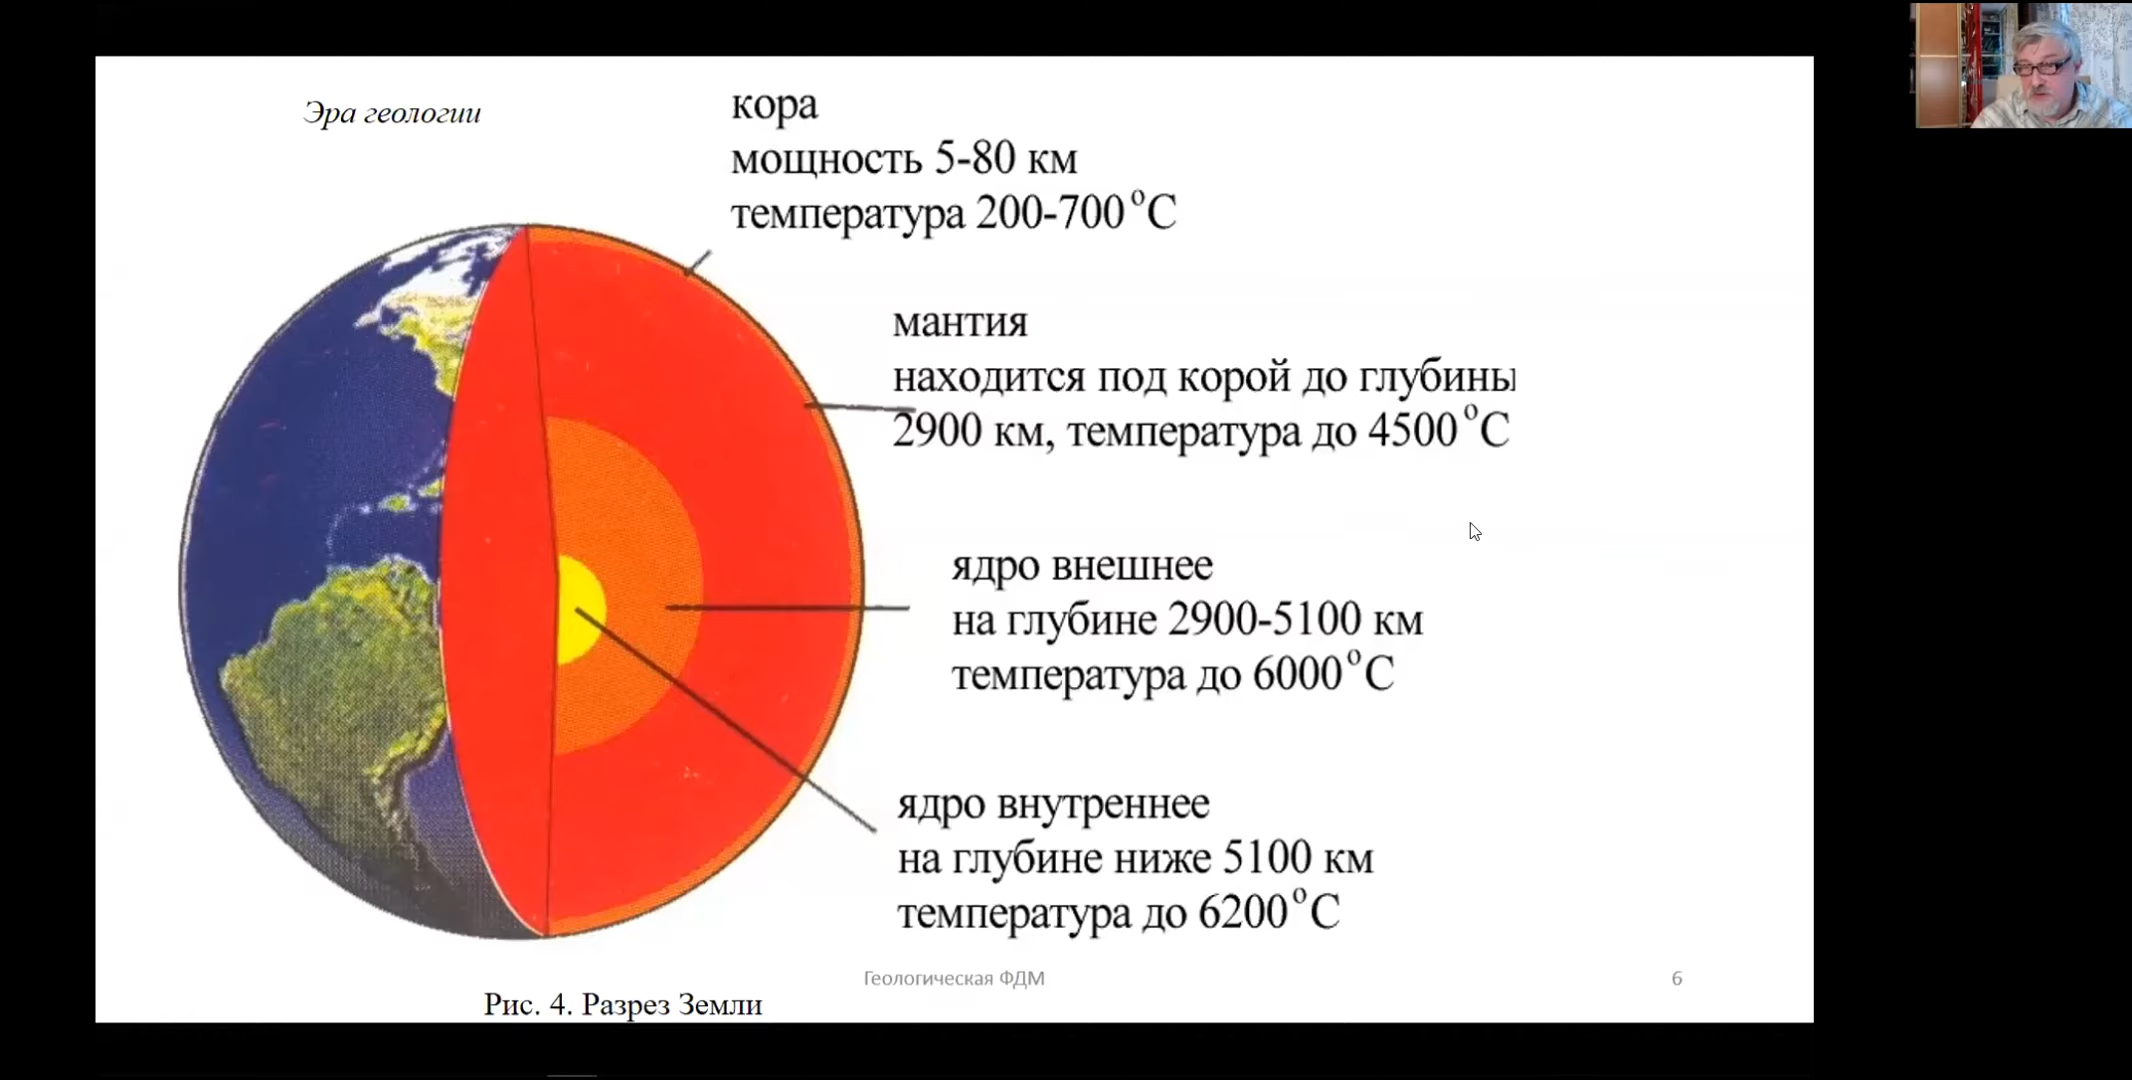 Эра геологии
кора
мощность 5-80 км
температура 200-700°С
мантия
находится под корой до глубины
2900 км, температура до 4500°С
ядро внешнее
на глубине 2900-5100 км
температура до 6000°С
ядро внутреннее
на глубине ниже 5100 км
температура до 6200°С
Геологическая ФДМ
6
Рис. 4. Разрез Земли